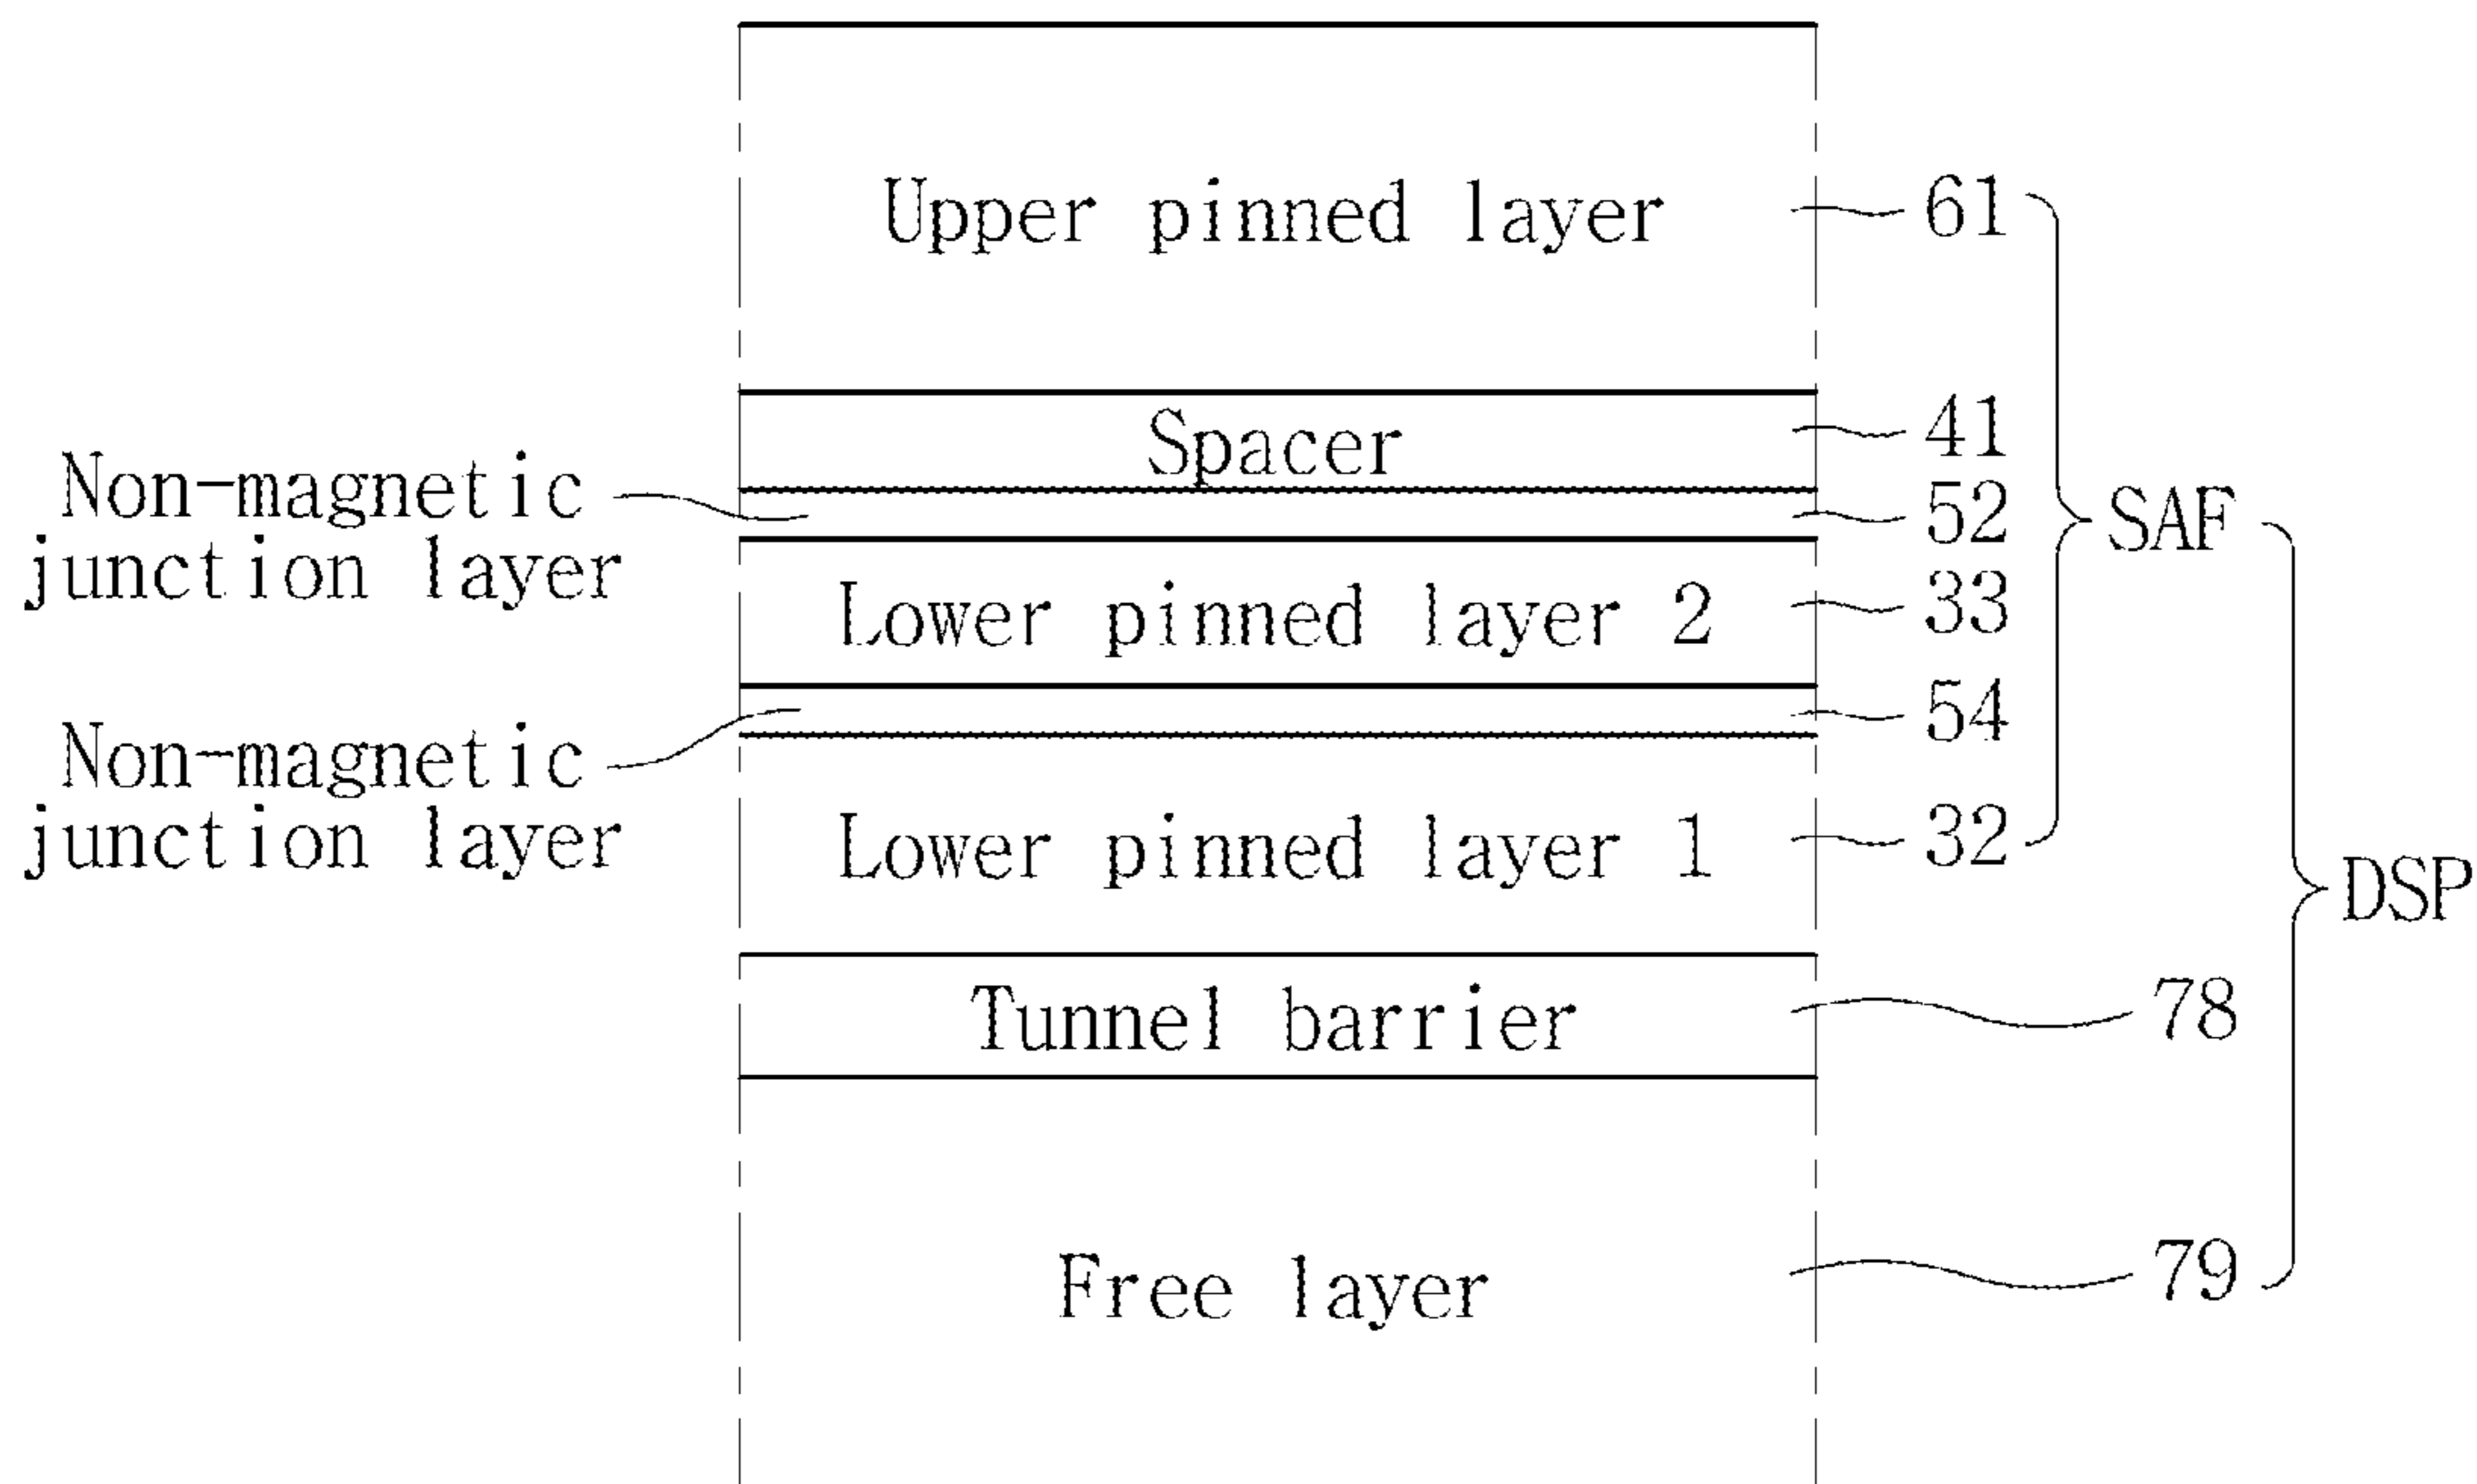 Upper pinned layer
61
Spacer
41
Non-magnetic
junction layer
52
SAF
Lower pinned layer 2
33
Non-magnetic
junction layer
54
Lower pinned layer 1
32
DSP
Tunnel barrier
78
Free layer
79